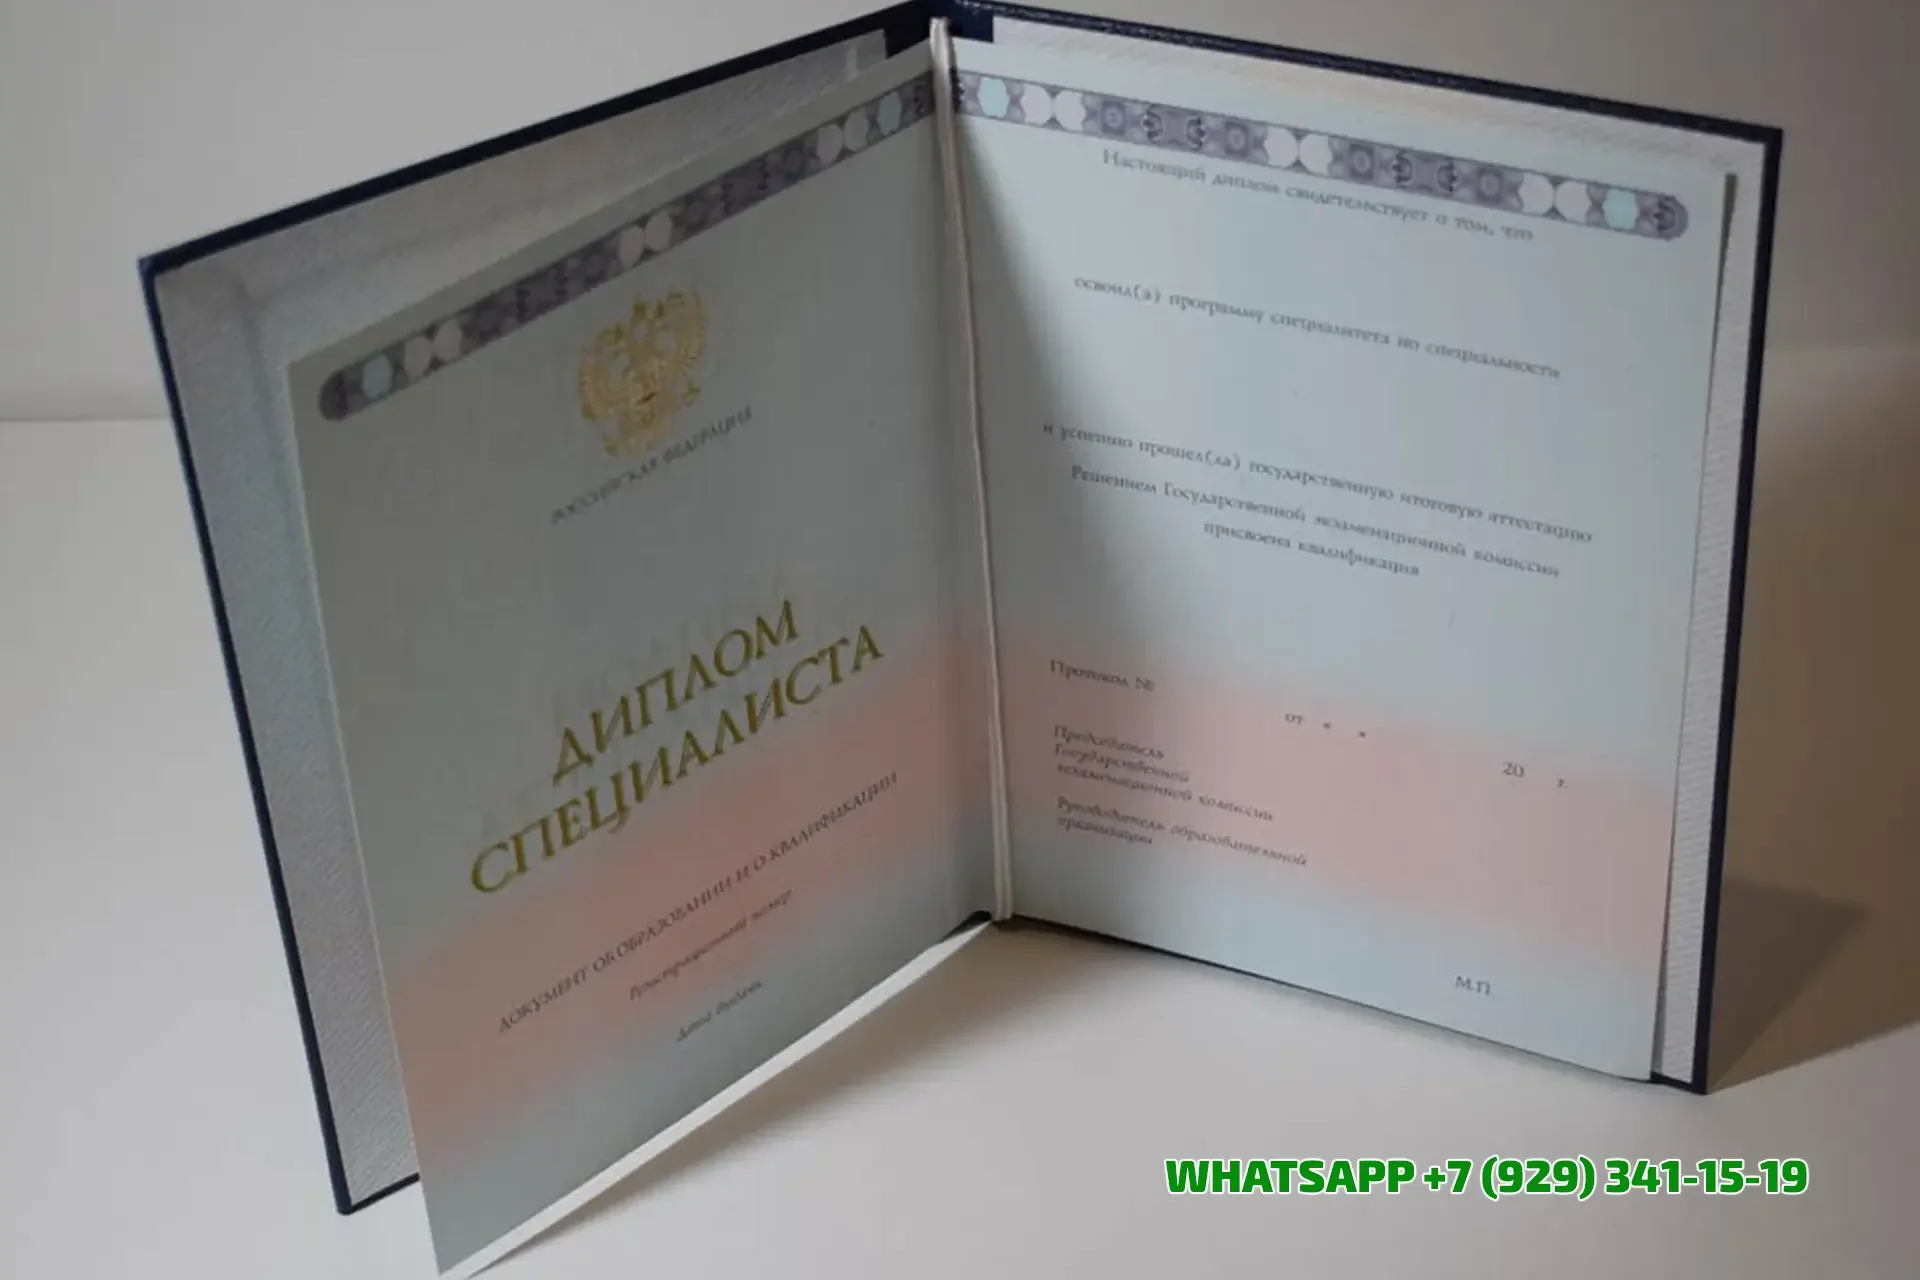 РОССИЙСКАЯ ФЕДЕРАЦИЯ
ДИПЛОМ
СПЕЦИАЛИСТА
ДОКУМЕНТ ОБ ОБРАЗОВАНИИ И О КВАЛИФИКАЦИИ
Регистрационный номер
Дата выдачи
Настоящий диплом свидетельствует о том, что
освоил(а) программу специалитета по специальности
и успешно прошел(ла) государственную итоговую аттестацию
Решением Государственной экзаменационной комиссии
присвоена квалификация
Протокол №
от « » 20 г.
Председатель
Государственной
экзаменационной комиссии
Руководитель образовательной
организации
М.П.
WHATSAPP +7 (929) 341-15-19